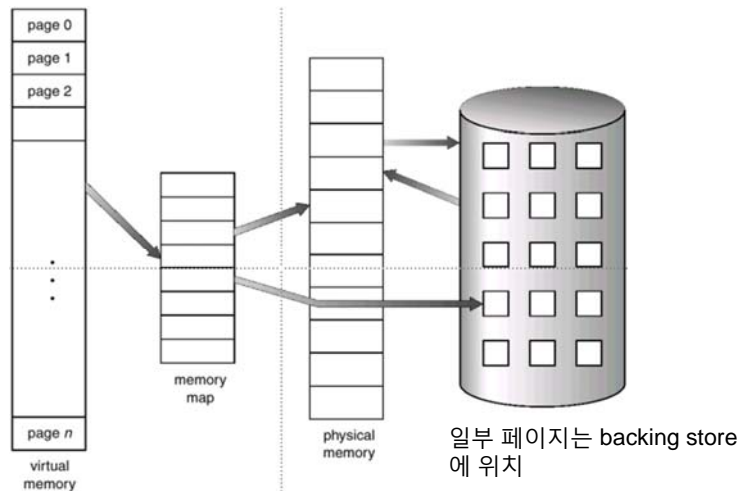 page 0
page 1
page 2
page n
virtual
memory
memory
map
physical
memory
일부 페이지는 backing store
에 위치